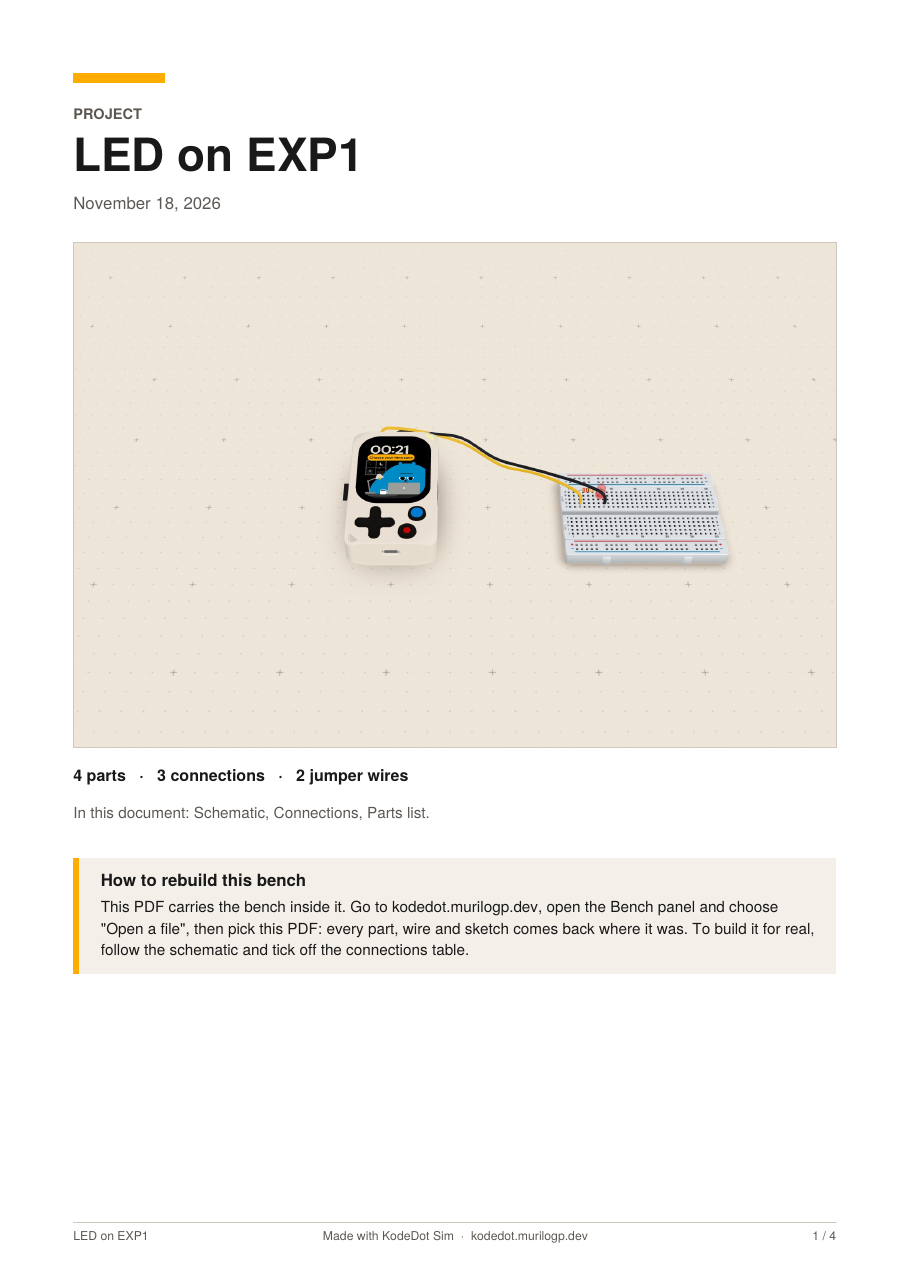 PROJECT
LED on EXP1
November 18, 2026
00:21
4 parts · 3 connections · 2 jumper wires
In this document: Schematic, Connections, Parts list.
How to rebuild this bench
This PDF carries the bench inside it. Go to kodedot.murilogp.dev, open the Bench panel and choose
"Open a file", then pick this PDF: every part, wire and sketch comes back where it was. To build it for real,
follow the schematic and tick off the connections table.
LED on EXP1
Made with KodeDot Sim · kodedot.murilogp.dev
1 / 4